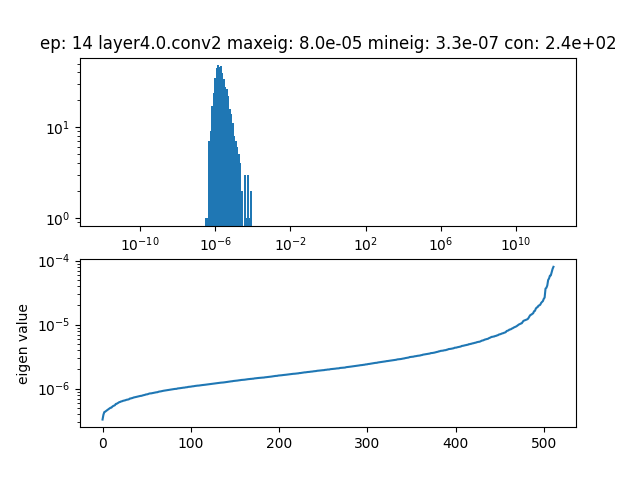 ep: 14 layer4.0.conv2 maxeig: 8.0e-05 mineig: 3.3e-07 con: 2.4e+02
10¹
10⁰
10⁻¹⁰ 10⁻⁶ 10⁻² 10² 10⁶ 10¹⁰
10⁻⁴
10⁻⁵
10⁻⁶
eigen value
0 100 200 300 400 500